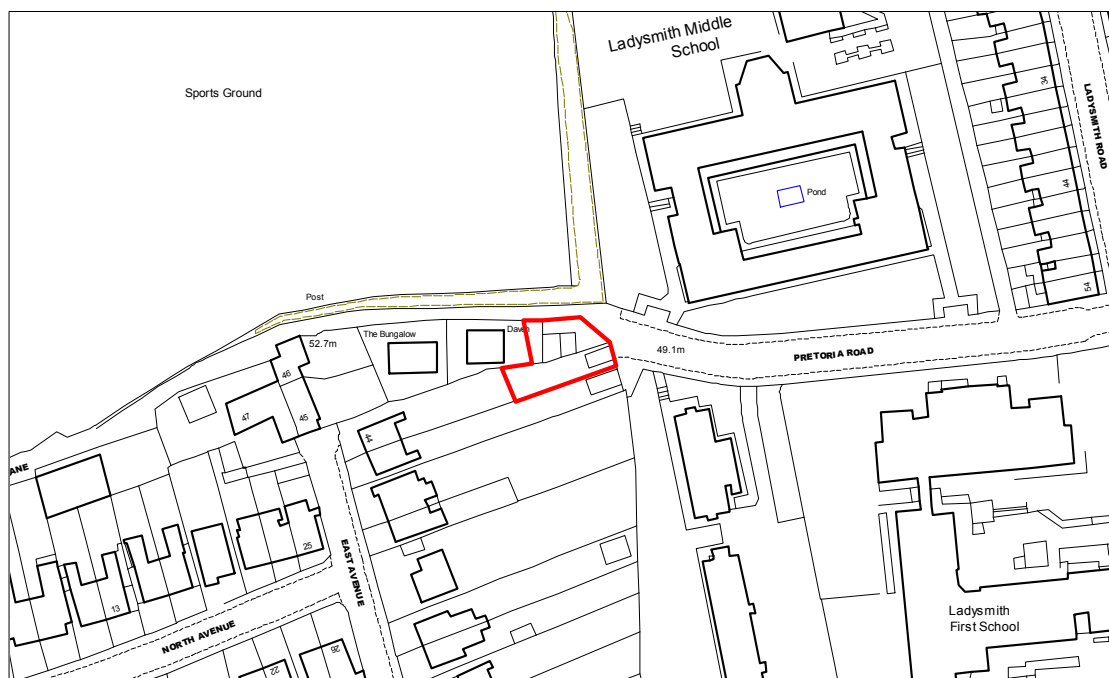 Ladysmith Middle
School
Sports Ground
34
LADYSMITH ROAD
44
Pond
54
Post
The Bungalow
Daven
52.7m
49.1m
PRETORIA ROAD
46
47
45
44
ANE
25
EAST AVENUE
13
NORTH AVENUE
22
26
Ladysmith
First School